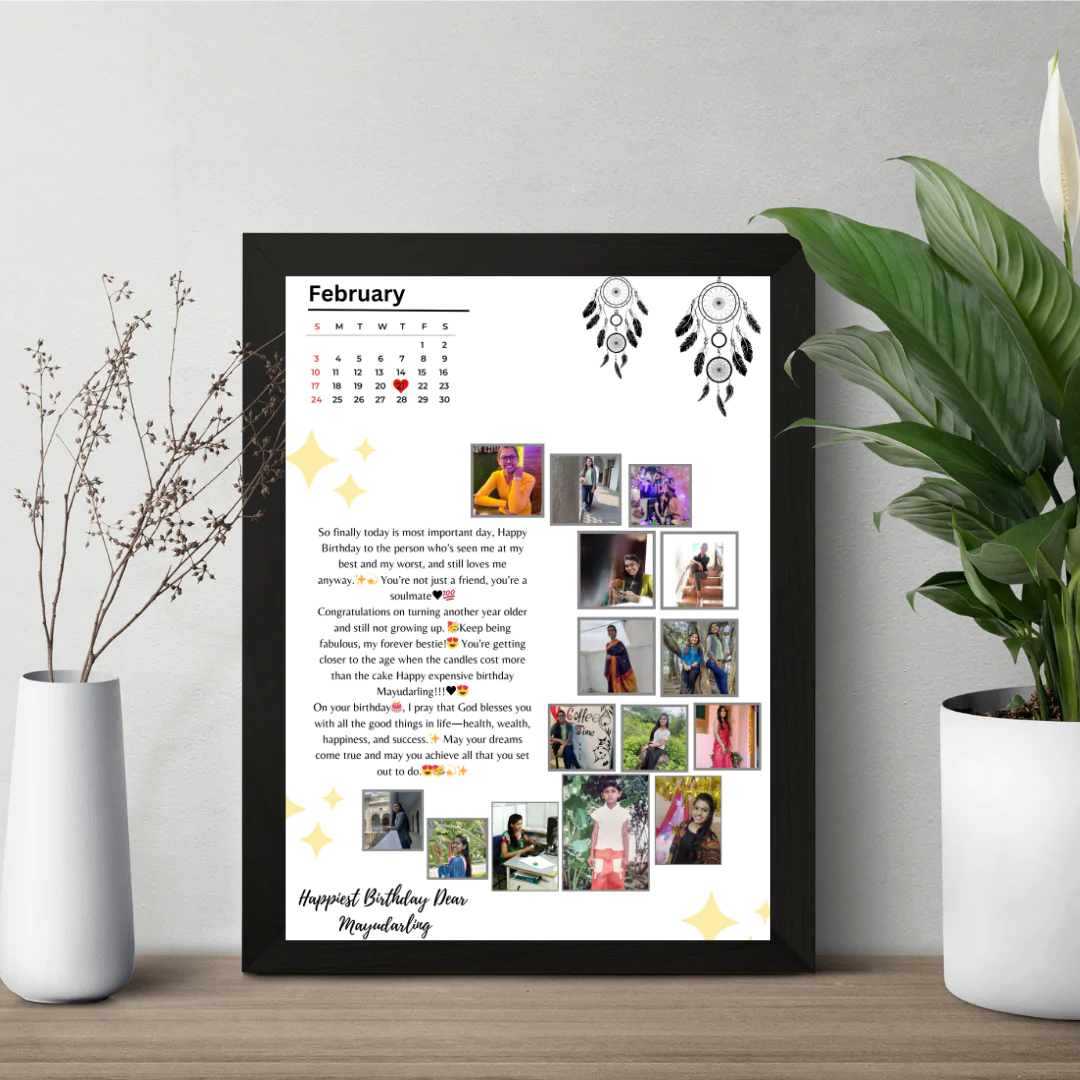 February
S M T W T F S
1 2
3 4 5 6 7 8 9
10 11 12 13 14 15 16
17 18 19 20 21 22 23
24 25 26 27 28 29 30
So finally today is most important day, Happy
Birthday to the person who's seen me at my
best and my worst, and still loves me
anyway.✨💫 You're not just a friend, you're a
soulmate🖤💯
Congratulations on turning another year older
and still not growing up. 🥳Keep being
fabulous, my forever bestie!😍 You're getting
closer to the age when the candles cost more
than the cake Happy expensive birthday
Mayudarling!!!🖤😍
On your birthday🎂, I pray that God blesses you
with all the good things in life—health, wealth,
happiness, and success.✨ May your dreams
come true and may you achieve all that you set
out to do.😍🥳💫✨
Coffee
Time
Happiest Birthday Dear
Mayudarling